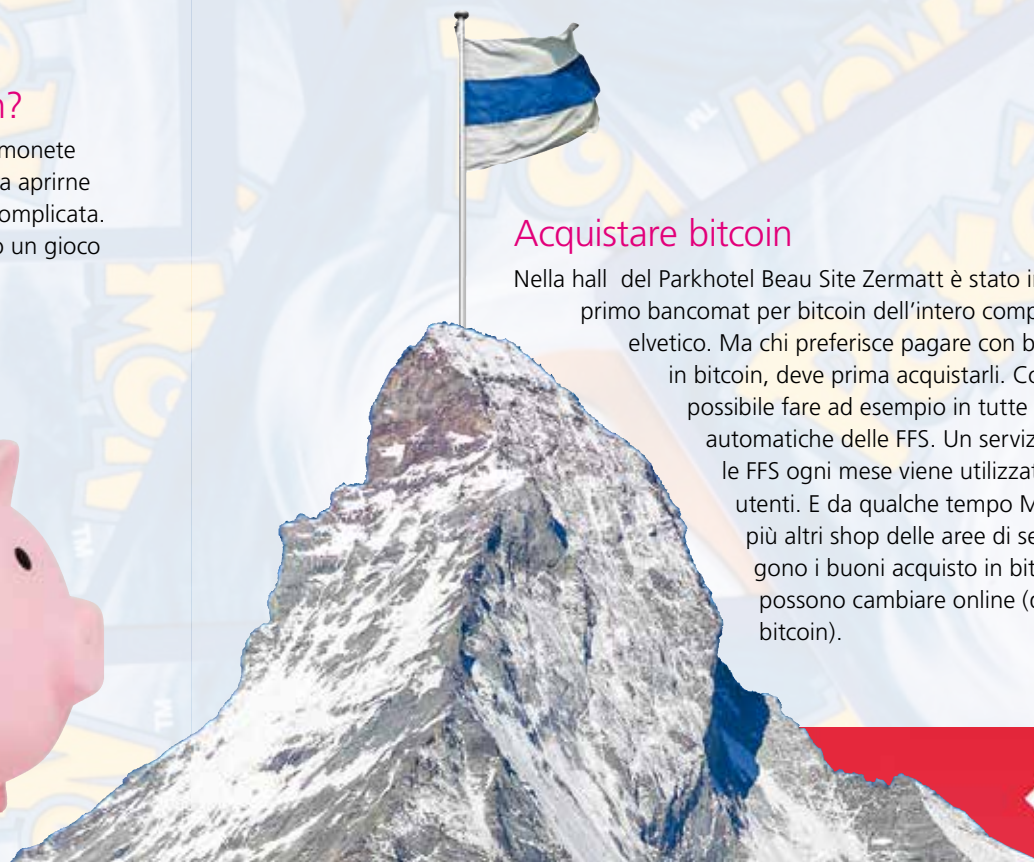 n?
monete
a aprirne
omplicata.
o un gioco
Acquistare bitcoin
Nella hall del Parkhotel Beau Site Zermatt è stato i
primo bancomat per bitcoin dell'intero comp
elvetico. Ma chi preferisce pagare con b
in bitcoin, deve prima acquistarli. Co
possibile fare ad esempio in tutte
automatiche delle FFS. Un serviz
le FFS ogni mese viene utilizzat
utenti. E da qualche tempo M
più altri shop delle aree di se
gono i buoni acquisto in bit
possono cambiare online (
bitcoin).